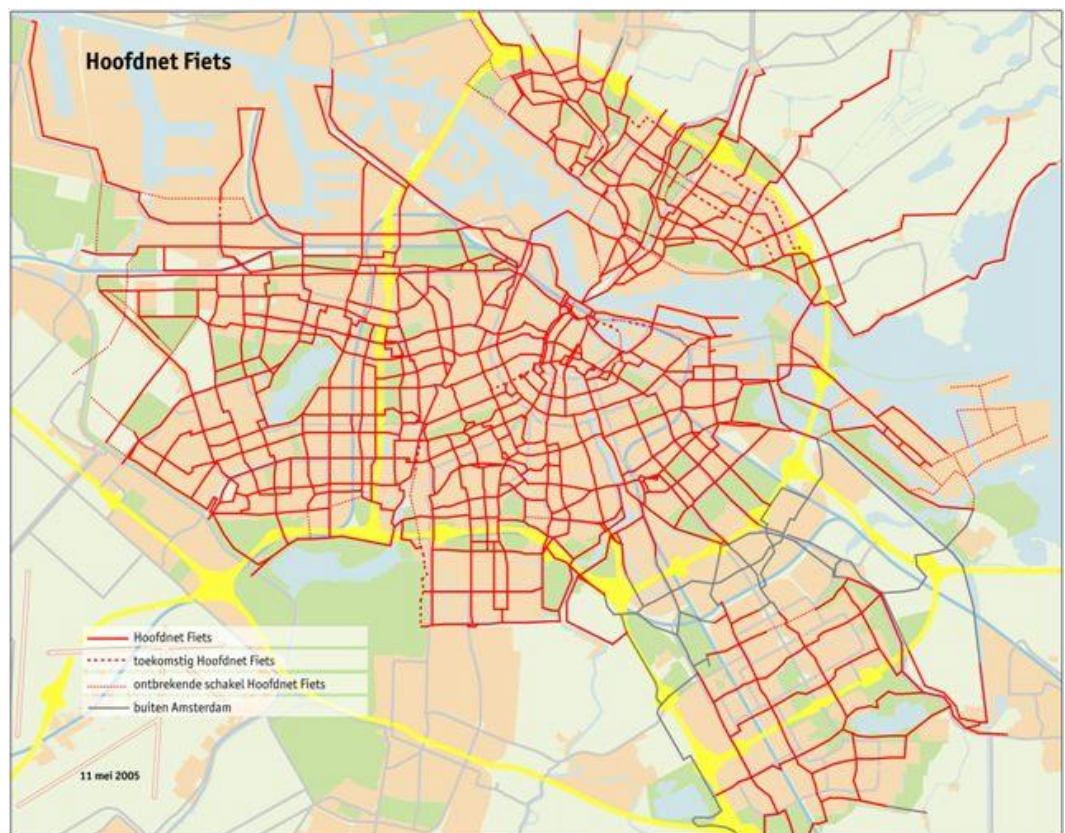 Hoofdnet Fiets
Hoofdnet Fiets
toekomstig Hoofdnet Fiets
ontbrekende schakel Hoofdnet Fiets
buiten Amsterdam
11 mei 2005